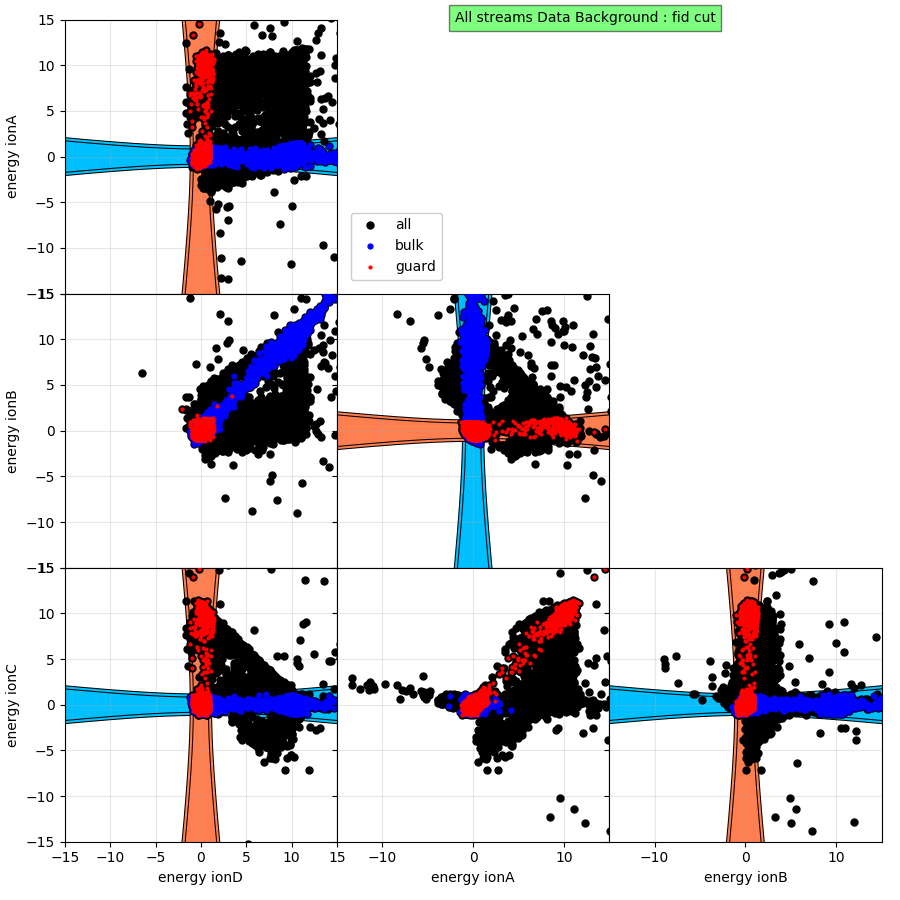 All streams Data Background : fid cut
15
10
5
0
−5
−10
−15
energy ionA
all
bulk
guard
15
10
5
0
−5
−10
−15
energy ionB
15
10
5
0
−5
−10
−15
energy ionC
−15 −10 −5 0 5 10 15
energy ionD
−10 0 10
energy ionA
−10 0 10
energy ionB